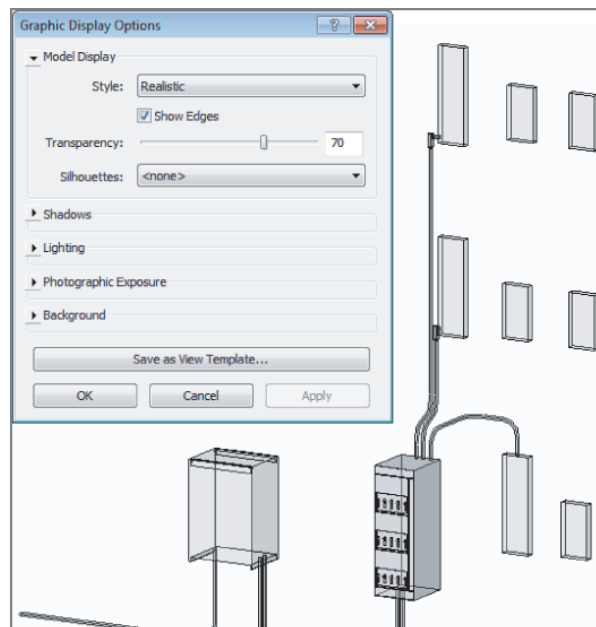 Graphic Display Options
Model Display
Style: Realistic
Show Edges
Transparency: 70
Silhouettes: <none>
Shadows
Lighting
Photographic Exposure
Background
Save as View Template...
OK Cancel Apply